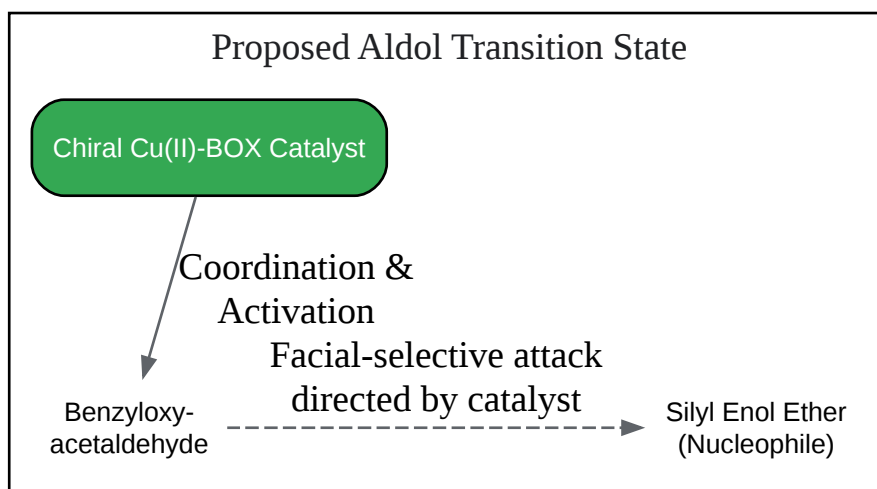 Proposed Aldol Transition State
Chiral Cu(II)-BOX Catalyst
Coordination &
Activation
Facial-selective attack
directed by catalyst
Benzyloxy-
acetaldehyde
Silyl Enol Ether
(Nucleophile)